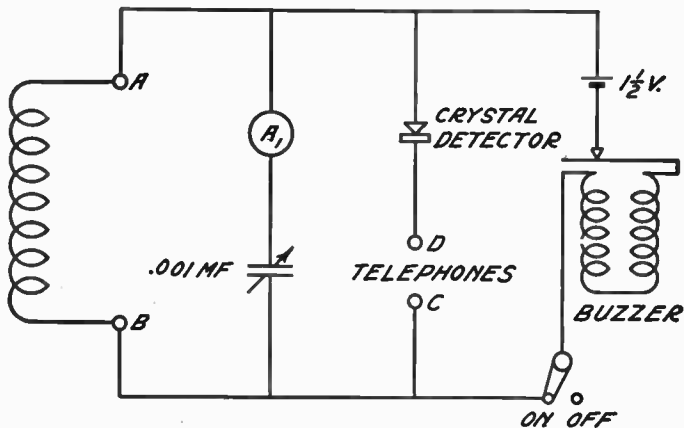 A
A1
1½ V.
CRYSTAL
DETECTOR
D
.001 MF
TELEPHONES
C
B
BUZZER
ON OFF